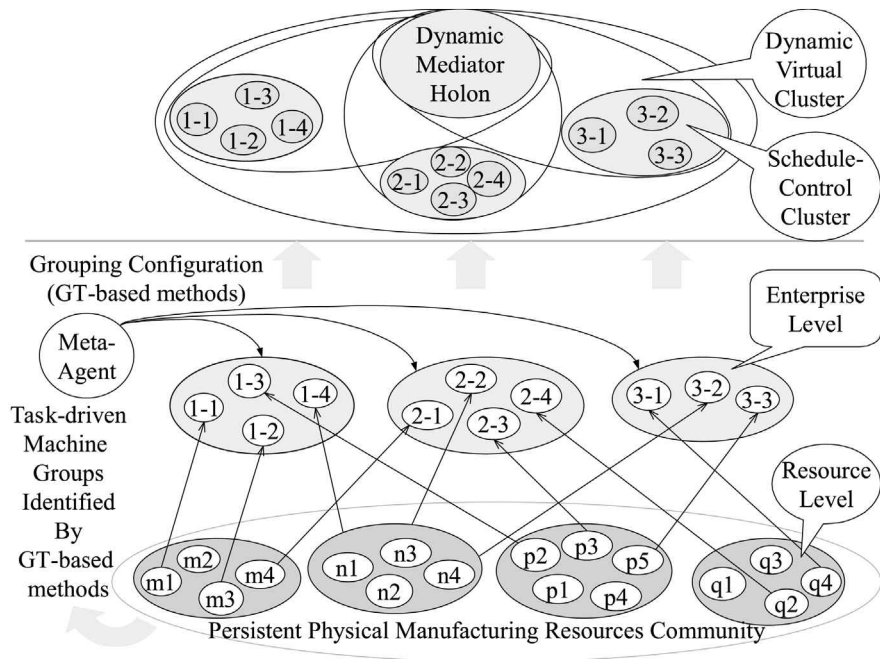 Dynamic
Mediator
Holon
Dynamic
Virtual
Cluster
1-3
1-1
1-4
1-2
2-2
2-1
2-4
2-3
3-2
3-1
3-3
Schedule-
Control
Cluster
Grouping Configuration
(GT-based methods)
Enterprise
Level
Meta-
Agent
1-3
1-4
1-1
1-2
2-2
2-4
2-1
2-3
3-2
3-1
3-3
Task-driven
Machine
Groups
Identified
By
GT-based
methods
Resource
Level
m2
m1
m4
m3
n3
n1
n4
n2
p3
p2
p5
p1
p4
q3
q1
q4
q2
Persistent Physical Manufacturing Resources Community